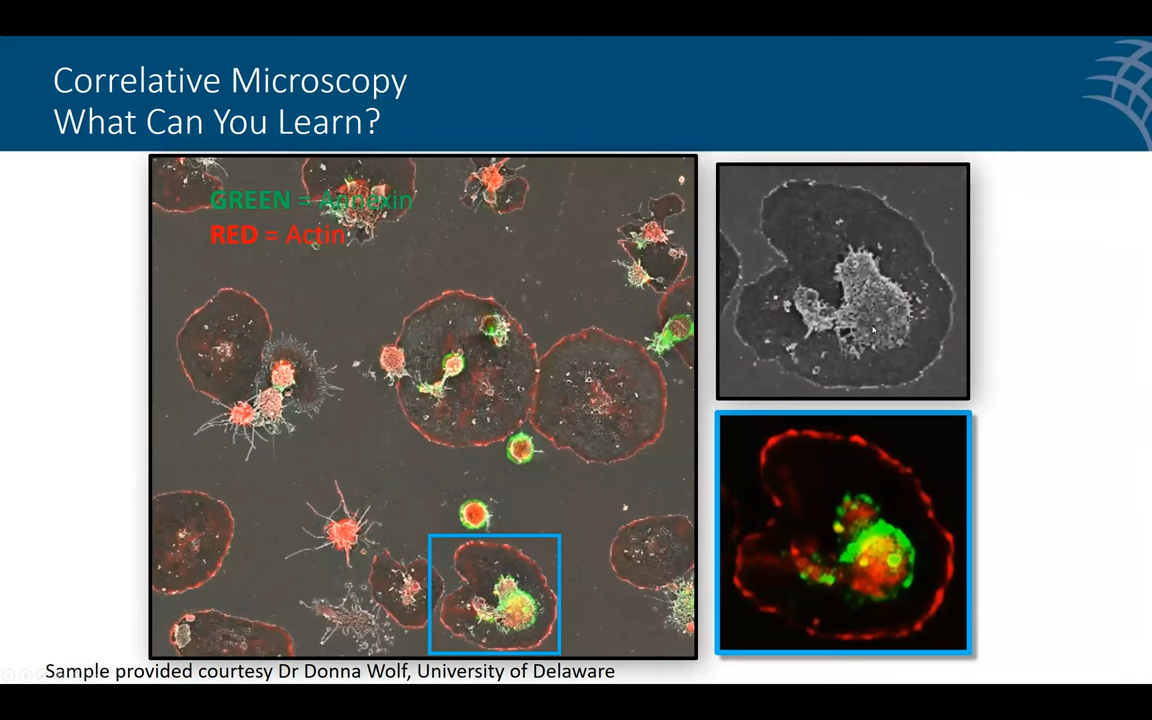 Correlative Microscopy
What Can You Learn?
GREEN = Annexin
RED = Actin
Sample provided courtesy Dr Donna Wolf, University of Delaware